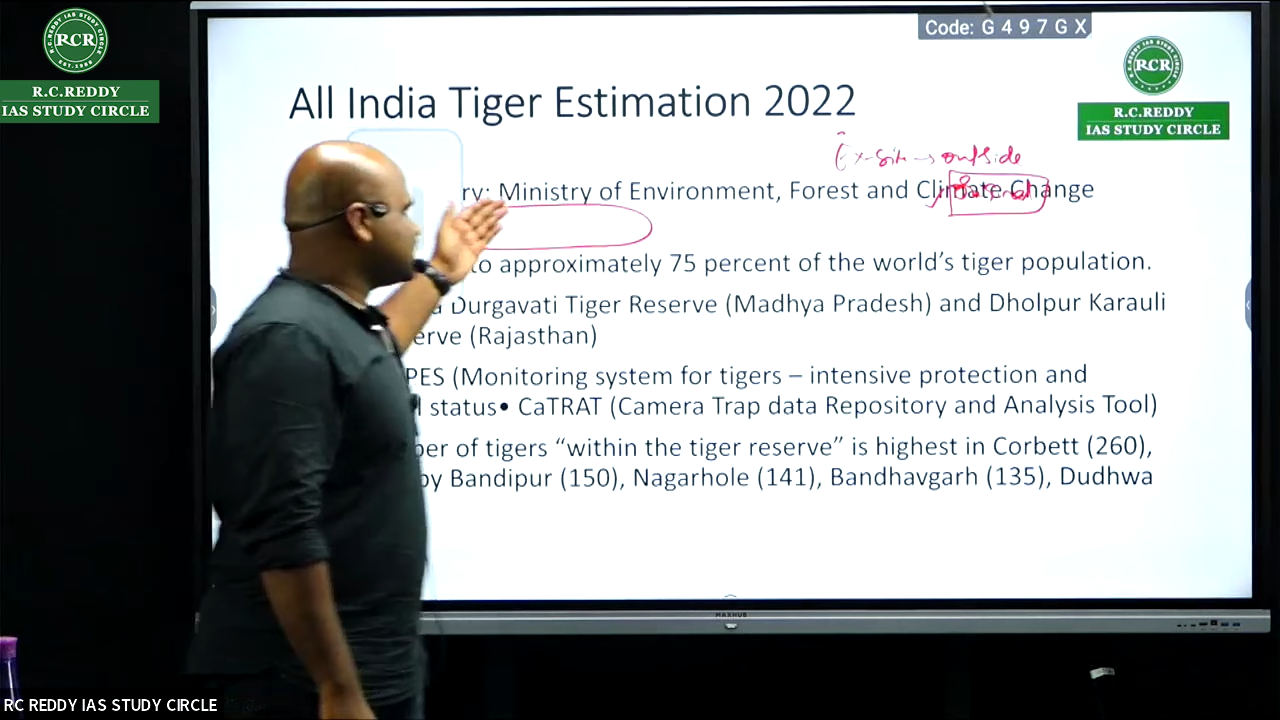 Code: G 4 9 7 G X
RCR
R.C.REDDY
IAS STUDY CIRCLE
All India Tiger Estimation 2022
RCR
R.C.REDDY
IAS STUDY CIRCLE
Ex-situ → outside
ry: Ministry of Environment, Forest and Climate Change
to approximately 75 percent of the world’s tiger population.
Durgavati Tiger Reserve (Madhya Pradesh) and Dholpur Karauli
erve (Rajasthan)
PES (Monitoring system for tigers – intensive protection and
l status• CaTRAT (Camera Trap data Repository and Analysis Tool)
ber of tigers “within the tiger reserve” is highest in Corbett (260),
by Bandipur (150), Nagarhole (141), Bandhavgarh (135), Dudhwa
MAXHUB
RC REDDY IAS STUDY CIRCLE